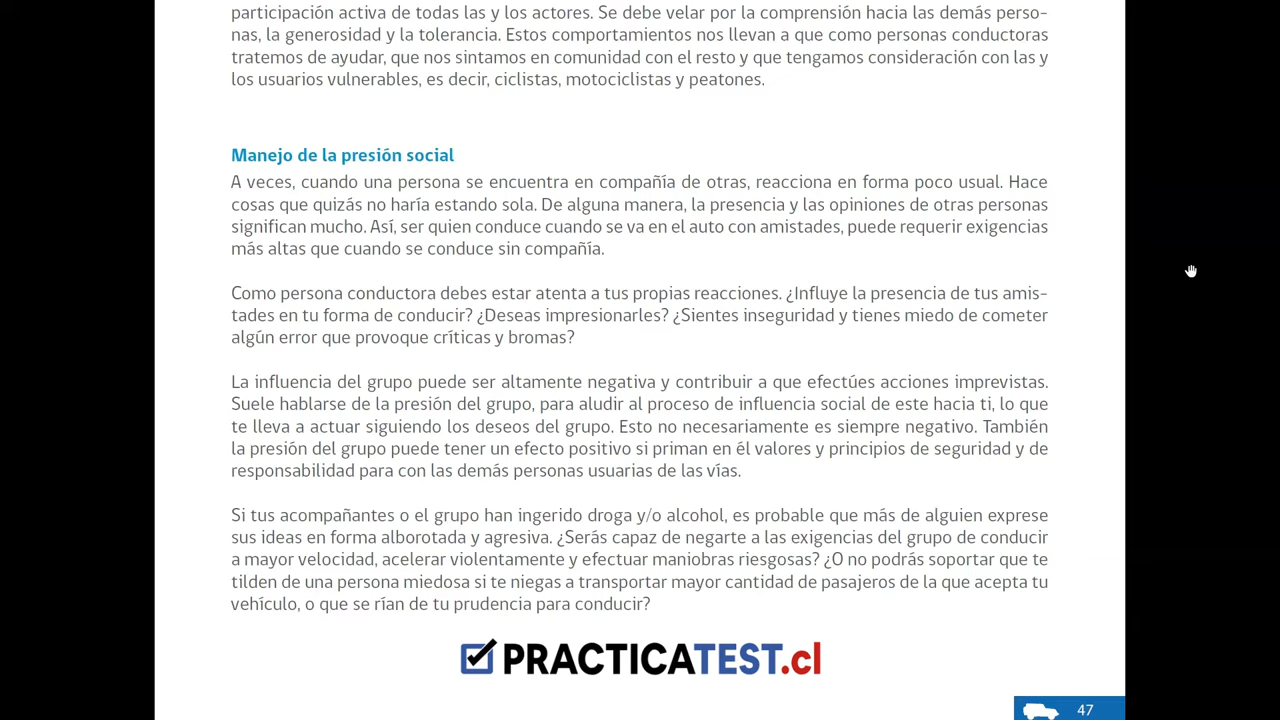 participación activa de todas las y los actores. Se debe velar por la comprensión hacia las demás perso-
nas, la generosidad y la tolerancia. Estos comportamientos nos llevan a que como personas conductoras
tratemos de ayudar, que nos sintamos en comunidad con el resto y que tengamos consideración con las y
los usuarios vulnerables, es decir, ciclistas, motociclistas y peatones.
Manejo de la presión social
A veces, cuando una persona se encuentra en compañía de otras, reacciona en forma poco usual. Hace
cosas que quizás no haría estando sola. De alguna manera, la presencia y las opiniones de otras personas
significan mucho. Así, ser quien conduce cuando se va en el auto con amistades, puede requerir exigencias
más altas que cuando se conduce sin compañía.
Como persona conductora debes estar atenta a tus propias reacciones. ¿Influye la presencia de tus amis-
tades en tu forma de conducir? ¿Deseas impresionarles? ¿Sientes inseguridad y tienes miedo de cometer
algún error que provoque críticas y bromas?
La influencia del grupo puede ser altamente negativa y contribuir a que efectúes acciones imprevistas.
Suele hablarse de la presión del grupo, para aludir al proceso de influencia social de este hacia ti, lo que
te lleva a actuar siguiendo los deseos del grupo. Esto no necesariamente es siempre negativo. También
la presión del grupo puede tener un efecto positivo si priman en él valores y principios de seguridad y de
responsabilidad para con las demás personas usuarias de las vías.
Si tus acompañantes o el grupo han ingerido droga y/o alcohol, es probable que más de alguien exprese
sus ideas en forma alborotada y agresiva. ¿Serás capaz de negarte a las exigencias del grupo de conducir
a mayor velocidad, acelerar violentamente y efectuar maniobras riesgosas? ¿O no podrás soportar que te
tilden de una persona miedosa si te niegas a transportar mayor cantidad de pasajeros de la que acepta tu
vehículo, o que se rían de tu prudencia para conducir?
PRACTICATEST.cl
47